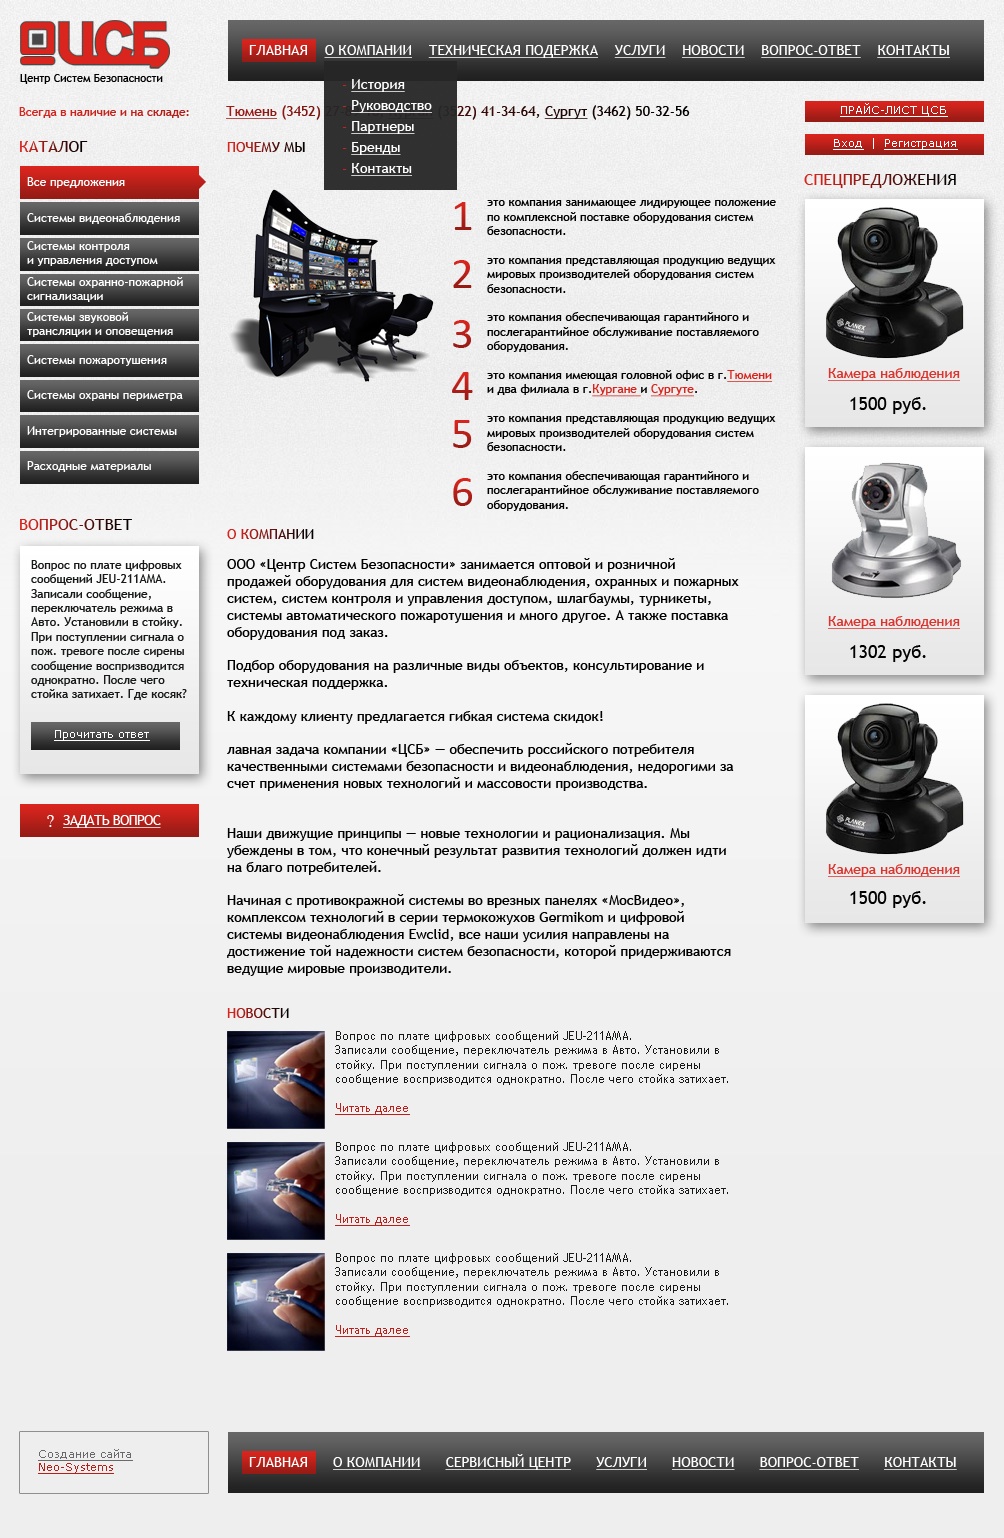 ЦСБ
Центр Систем Безопасности
ГЛАВНАЯ О КОМПАНИИ ТЕХНИЧЕСКАЯ ПОДЕРЖКА УСЛУГИ НОВОСТИ ВОПРОС-ОТВЕТ КОНТАКТЫ
- История
- Руководство
- Партнеры
- Бренды
- Контакты
Всегда в наличие и на складе:
Тюмень (3452) 41-34-64, Сургут (3462) 50-32-56
ПРАЙС-ЛИСТ ЦСБ
Вход | Регистрация
КАТАЛОГ
Все предложения
Системы видеонаблюдения
Системы контроля
и управления доступом
Системы охранно-пожарной
сигнализации
Системы звуковой
трансляции и оповещения
Системы пожаротушения
Системы охраны периметра
Интегрированные системы
Расходные материалы
ВОПРОС-ОТВЕТ
Вопрос по плате цифровых
сообщений JEU-211AMA.
Записали сообщение,
переключатель режима в
Авто. Установили в стойку.
При поступлении сигнала о
пож. тревоге после сирены
сообщение воспризводится
однократно. После чего
стойка затихает. Где косяк?
Прочитать ответ
? ЗАДАТЬ ВОПРОС
ПОЧЕМУ МЫ
1 это компания занимающее лидирующее положение
по комплексной поставке оборудования систем
безопасности.
2 это компания представляющая продукцию ведущих
мировых производителей оборудования систем
безопасности.
3 это компания обеспечивающая гарантийного и
послегарантийное обслуживание поставляемого
оборудования.
4 это компания имеющая головной офис в г.Тюмени
и два филиала в г.Кургане и Сургуте.
5 это компания представляющая продукцию ведущих
мировых производителей оборудования систем
безопасности.
6 это компания обеспечивающая гарантийного и
послегарантийное обслуживание поставляемого
оборудования.
О КОМПАНИИ
ООО «Центр Систем Безопасности» занимается оптовой и розничной
продажей оборудования для систем видеонаблюдения, охранных и пожарных
систем, систем контроля и управления доступом, шлагбаумы, турникеты,
системы автоматического пожаротушения и много другое. А также поставка
оборудования под заказ.
Подбор оборудования на различные виды объектов, консультирование и
техническая поддержка.
К каждому клиенту предлагается гибкая система скидок!
лавная задача компании «ЦСБ» — обеспечить российского потребителя
качественными системами безопасности и видеонаблюдения, недорогими за
счет применения новых технологий и массовости производства.
Наши движущие принципы — новые технологии и рационализация. Мы
убеждены в том, что конечный результат развития технологий должен идти
на благо потребителей.
Начиная с противокражной системы во врезных панелях «МосВидео»,
комплексом технологий в серии термокожухов Germikom и цифровой
системы видеонаблюдения Ewclid, все наши усилия направлены на
достижение той надежности систем безопасности, которой придерживаются
ведущие мировые производители.
НОВОСТИ
Вопрос по плате цифровых сообщений JEU-211AMA.
Записали сообщение, переключатель режима в Авто. Установили в
стойку. При поступлении сигнала о пож. тревоге после сирены
сообщение воспризводится однократно. После чего стойка затихает.
Читать далее
Вопрос по плате цифровых сообщений JEU-211AMA.
Записали сообщение, переключатель режима в Авто. Установили в
стойку. При поступлении сигнала о пож. тревоге после сирены
сообщение воспризводится однократно. После чего стойка затихает.
Читать далее
Вопрос по плате цифровых сообщений JEU-211AMA.
Записали сообщение, переключатель режима в Авто. Установили в
стойку. При поступлении сигнала о пож. тревоге после сирены
сообщение воспризводится однократно. После чего стойка затихает.
Читать далее
СПЕЦПРЕДЛОЖЕНИЯ
PLANEX
Камера наблюдения
1500 руб.
Камера наблюдения
1302 руб.
PLANEX
Камера наблюдения
1500 руб.
Создание сайта
Neo-Systems
ГЛАВНАЯ О КОМПАНИИ СЕРВИСНЫЙ ЦЕНТР УСЛУГИ НОВОСТИ ВОПРОС-ОТВЕТ КОНТАКТЫ